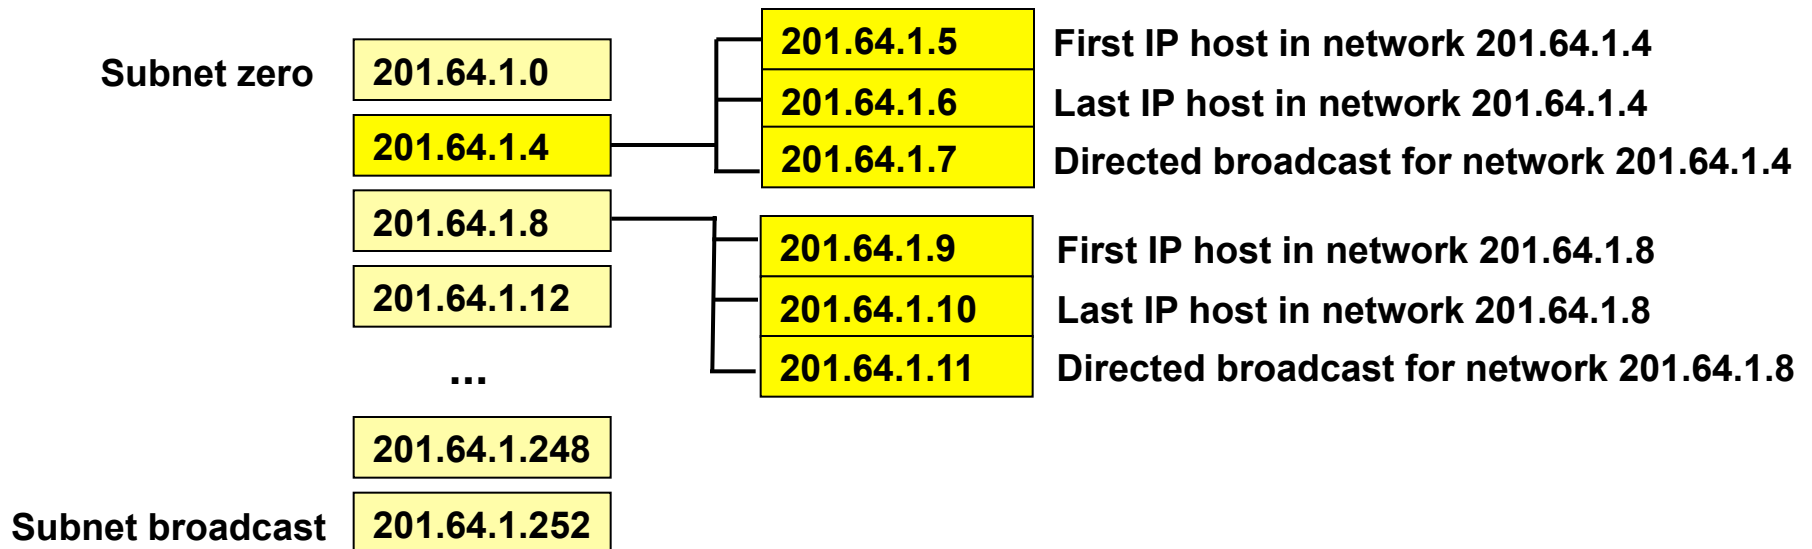 Subnet zero
201.64.1.0
201.64.1.4
201.64.1.8
201.64.1.12
...
201.64.1.248
Subnet broadcast
201.64.1.252
201.64.1.5 First IP host in network 201.64.1.4
201.64.1.6 Last IP host in network 201.64.1.4
201.64.1.7 Directed broadcast for network 201.64.1.4
201.64.1.9 First IP host in network 201.64.1.8
201.64.1.10 Last IP host in network 201.64.1.8
201.64.1.11 Directed broadcast for network 201.64.1.8